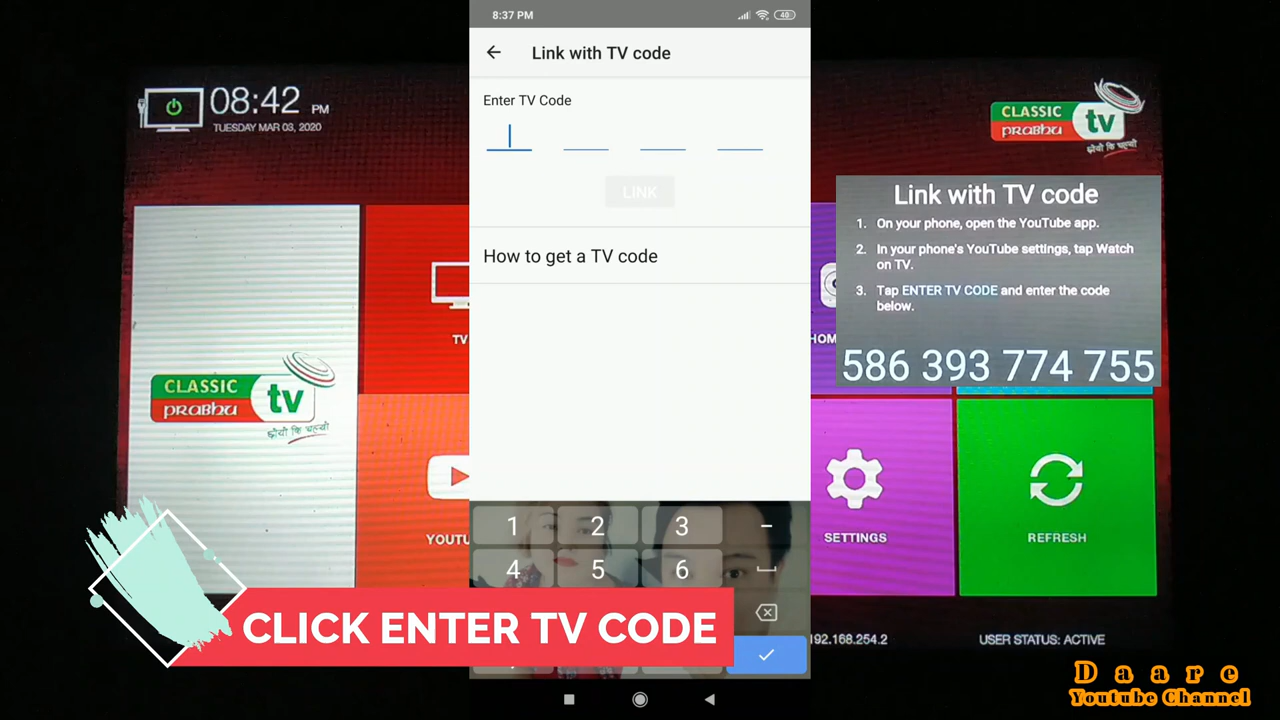 8:37 PM
40
Link with TV code
Enter TV Code
LINK
How to get a TV code
1 2 3 -
4 5 6
08:42 PM
TUESDAY MAR 03, 2020
CLASSIC
PRABHU
tv
CLASSIC
PRABHU
tv
TV
YOUTU
HOM
SETTINGS
REFRESH
192.168.254.2
USER STATUS: ACTIVE
Link with TV code
1. On your phone, open the YouTube app.
2. In your phone's YouTube settings, tap Watch
on TV.
3. Tap ENTER TV CODE and enter the code
below.
586 393 774 755
CLICK ENTER TV CODE
Daare
Youtube Channel